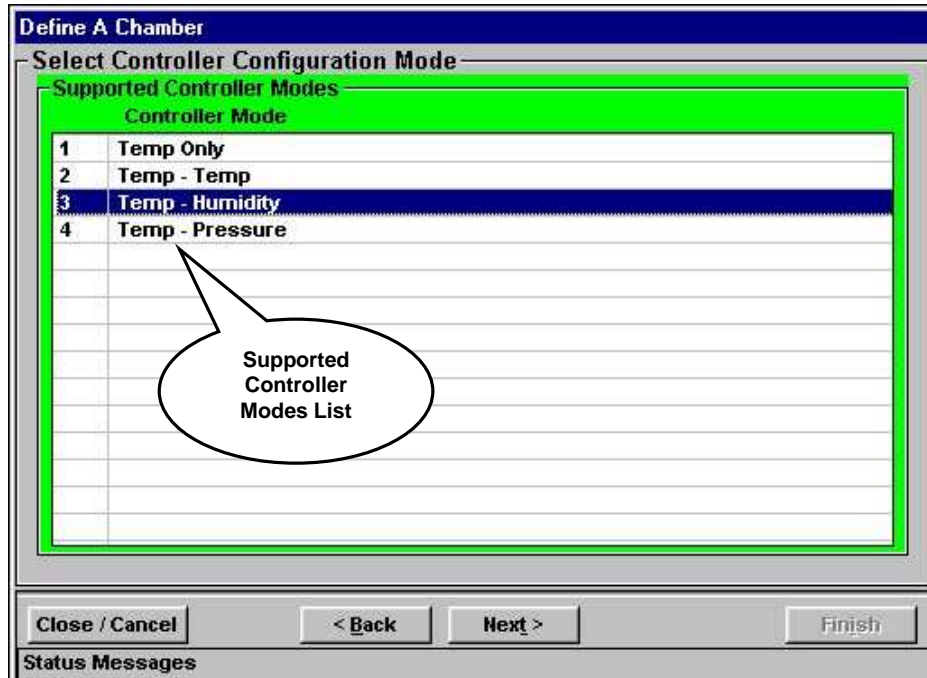 Define A Chamber
Select Controller Configuration Mode
Supported Controller Modes
Controller Mode
1 Temp Only
2 Temp - Temp
3 Temp - Humidity
4 Temp - Pressure
Supported
Controller
Modes List
Close / Cancel < Back Next > Finish
Status Messages